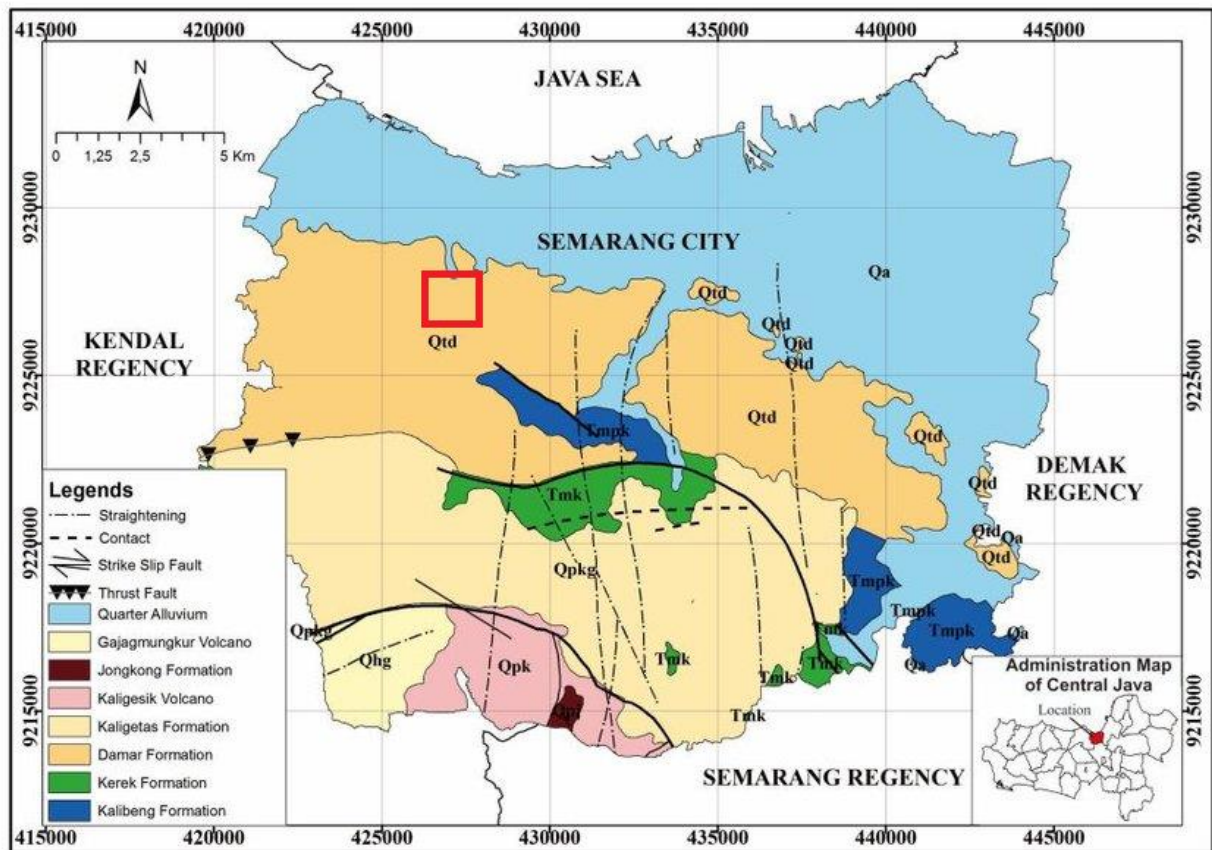 415000 420000 425000 430000 435000 440000 445000
N
JAVA SEA
0 1,25 2,5 5 Km
9230000 9230000
SEMARANG CITY
Qa
Qtd
Qtd
KENDAL
REGENCY
Qtd
Qtd
Qtd
9225000 9225000
Qtd
Tmpk
Qtd
DEMAK
REGENCY
Qtd
Tmk
9220000 9220000
Qtd
Qa
Qtd
Qpkg
Tmpk
Tmpk
Tmpk
Qpkg
Tmk
Qa
Qhg
Qpk
Tmk
Tmk
Tmk
Qa
Qpj
Tmk
9215000 9215000
SEMARANG REGENCY
Legends
Straightening
Contact
Strike Slip Fault
Thrust Fault
Quarter Alluvium
Gajagmungkur Volcano
Jongkong Formation
Kaligesik Volcano
Kaligetas Formation
Damar Formation
Kerek Formation
Kalibeng Formation
Administration Map
of Central Java
Location
415000 420000 425000 430000 435000 440000 445000